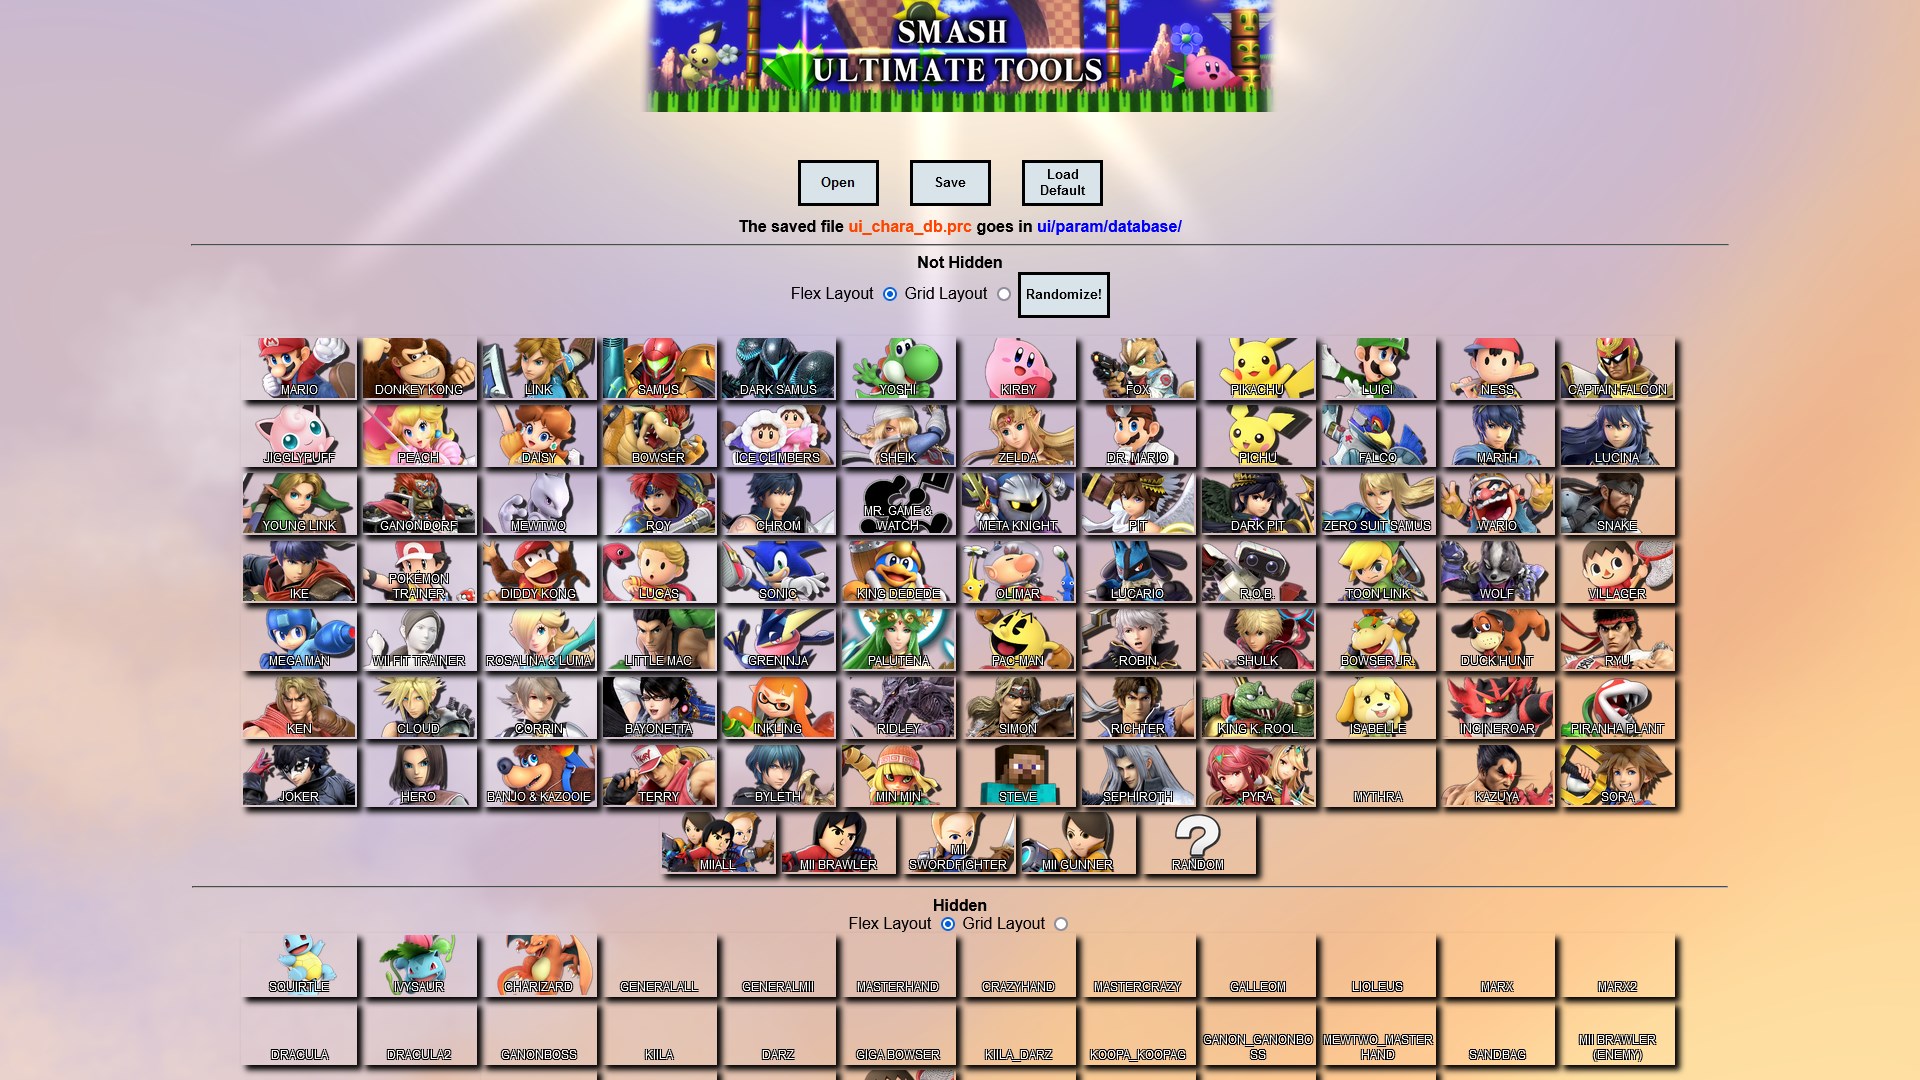 SMASH
ULTIMATE TOOLS
Open
Save
Load
Default
The saved file ui_chara_db.prc goes in ui/param/database/
Not Hidden
Flex Layout Grid Layout Randomize!
MARIO DONKEY KONG LINK SAMUS DARK SAMUS YOSHI KIRBY FOX PIKACHU LUIGI NESS CAPTAIN FALCON
JIGGLYPUFF PEACH DAISY BOWSER ICE CLIMBERS SHEIK ZELDA DR. MARIO PICHU FALCO MARTH LUCINA
YOUNG LINK GANONDORF MEWTWO ROY CHROM MR. GAME & WATCH META KNIGHT PIT DARK PIT ZERO SUIT SAMUS WARIO SNAKE
IKE POKÉMON TRAINER DIDDY KONG LUCAS SONIC KING DEDEDE OLIMAR LUCARIO R.O.B. TOON LINK WOLF VILLAGER
MEGA MAN WII FIT TRAINER ROSALINA & LUMA LITTLE MAC GRENINJA PALUTENA PAC-MAN ROBIN SHULK BOWSER JR. DUCK HUNT RYU
KEN CLOUD CORRIN BAYONETTA INKLING RIDLEY SIMON RICHTER KING K. ROOL ISABELLE INCINEROAR PIRANHA PLANT
JOKER HERO BANJO & KAZOOIE TERRY BYLETH MIN MIN STEVE SEPHIROTH PYRA MYTHRA KAZUYA SORA
MIIALL MII BRAWLER MII SWORDFIGHTER MII GUNNER RANDOM
Hidden
Flex Layout Grid Layout
SQUIRTLE IVYSAUR CHARIZARD GENERALALL GENERALMII MASTERHAND CRAZYHAND MASTERCRAZY GALLEOM LIOLEUS MARX MARX2
DRACULA DRACULA2 GANONBOSS KIILA DARZ GIGA BOWSER KIILA_DARZ KOOPA_KOOPAG GANON_GANONBOSS MEWTWO_MASTERHAND SANDBAG MII BRAWLER (ENEMY)